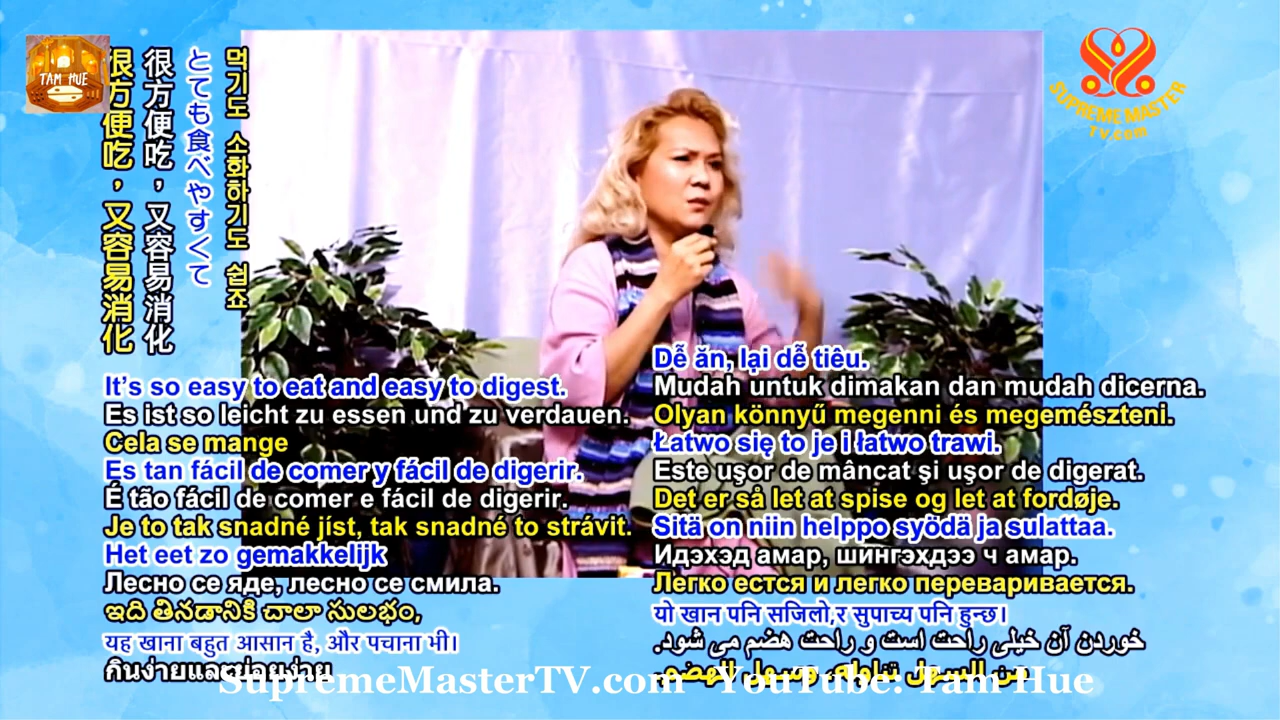 TAM HUE
很方便吃，又容易消化
很方便吃，又容易消化
とても食べやすくて
먹기도 소화하기도 쉽죠
SUPREME MASTER
TV.com
It's so easy to eat and easy to digest.
Es ist so leicht zu essen und zu verdauen.
Cela se mange
Es tan fácil de comer y fácil de digerir.
É tão fácil de comer e fácil de digerir.
Je to tak snadné jíst, tak snadné to strávit.
Het eet zo gemakkelijk
Лесно се яде, лесно се смила.
ఇది తినడానికి చాలా సులభం,
यह खाना बहुत आसान है, और पचाना भी।
กินง่ายและย่อยง่าย
Dễ ăn, lại dễ tiêu.
Mudah untuk dimakan dan mudah dicerna.
Olyan könnyű megenni és megemészteni.
Łatwo się to je i łatwo trawi.
Este uşor de mâncat şi uşor de digerat.
Det er så let at spise og let at fordøje.
Sitä on niin helppo syödä ja sulattaa.
Идэхэд амар, шингэхдээ ч амар.
Легко естся и легко переваривается.
यो खान पनि सजिलो,र सुपाच्य पनि हुन्छ।
خوردن آن خیلی راحت است و راحت هضم می شود.
من السهل تناوله، وسهل الهضم.
SupremeMasterTV.com YouTube: Tam Hue